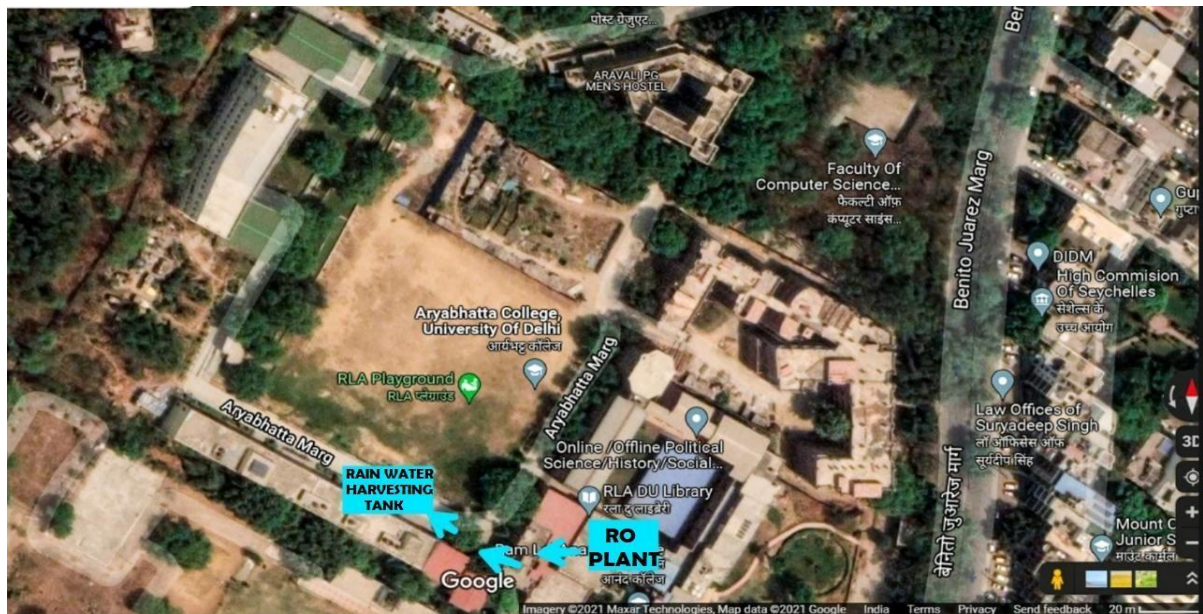 पोस्ट ग्रेजुएट...
ARAVALI PG
MEN'S HOSTEL
Faculty Of
Computer Science...
फैकल्टी ऑफ़
कंप्यूटर साइंस...
Benito Juarez Marg
Ben
Gup
गुप्ता
DIDM
High Commision
Of Seychelles
सेशेल्स के
उच्च आयोग
Aryabhatta College,
University Of Delhi
आर्यभट्ट कॉलेज
RLA Playground
RLA प्लेग्राउंड
Aryabhatta Marg
Aryabhatta Marg
Online /Offline Political
Science/History/Social...
Law Offices of
Suryadeep Singh
लॉ ऑफिसेस ऑफ़
सूर्यदीप सिंह
3D
RAIN WATER
HARVESTING
TANK
RLA DU Library
रला दू लाइब्रेरी
बेनितो जुआरेज मार्ग
RO
PLANT
Ram L
आनंद कॉलेज
Mount C
Junior S
माउंट कार्मल
Google
Imagery ©2021 Maxar Technologies, Map data ©2021 Google India Terms Privacy Send feedback 20 m